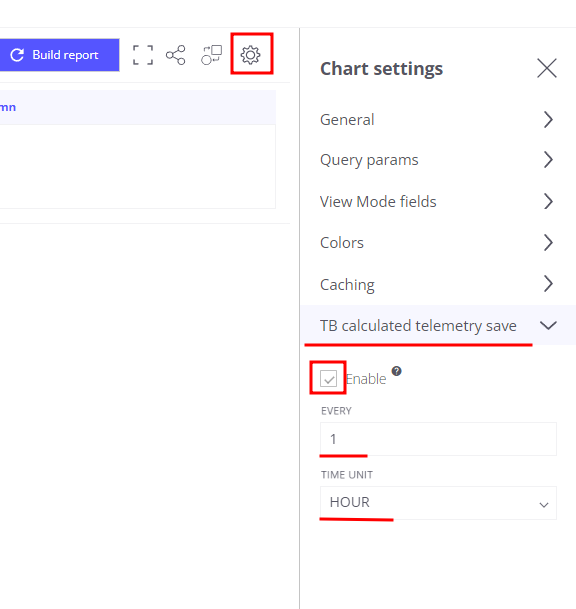 Build report
mn
Chart settings
General
Query params
View Mode fields
Colors
Caching
TB calculated telemetry save
Enable ?
EVERY
1
TIME UNIT
HOUR